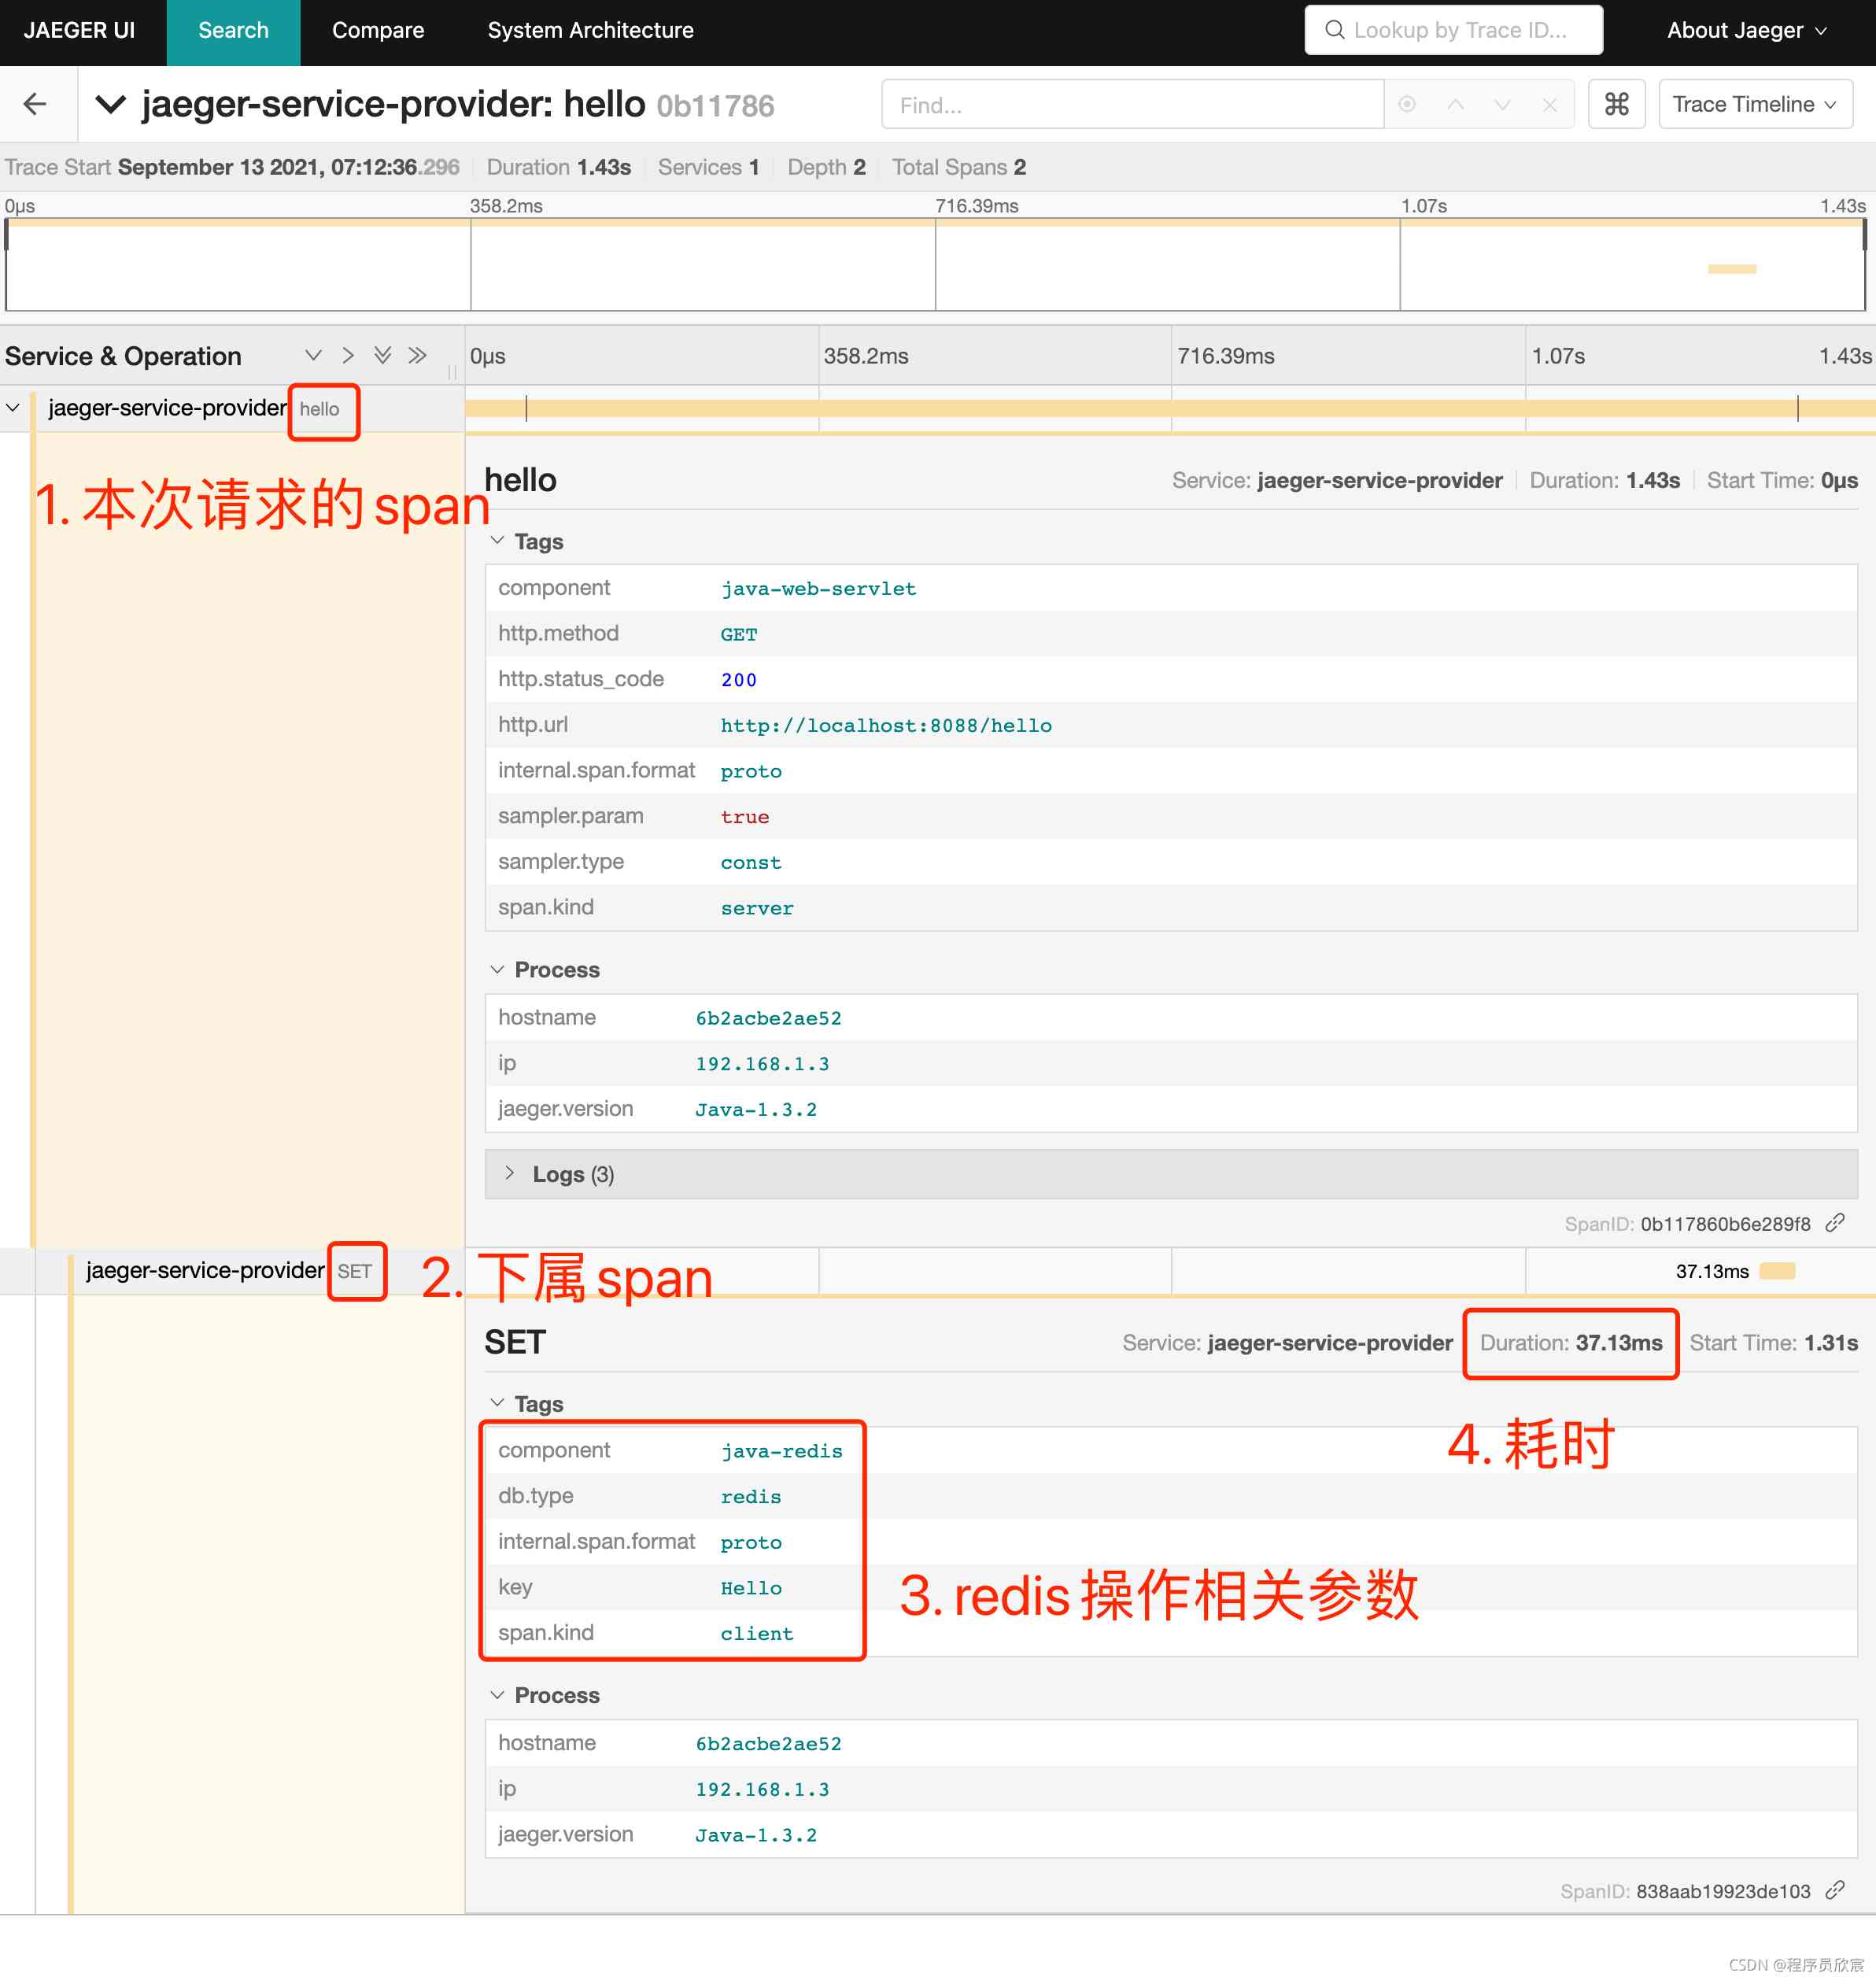 JAEGER UI Search Compare System Architecture Lookup by Trace ID... About Jaeger
jaeger-service-provider: hello 0b11786 Find... ⌘ Trace Timeline
Trace Start September 13 2021, 07:12:36.296 Duration 1.43s Services 1 Depth 2 Total Spans 2
0μs 358.2ms 716.39ms 1.07s 1.43s
Service & Operation 0μs 358.2ms 716.39ms 1.07s 1.43s
jaeger-service-provider hello
1. 本次请求的span
hello Service: jaeger-service-provider Duration: 1.43s Start Time: 0μs
Tags
component java-web-servlet
http.method GET
http.status_code 200
http.url http://localhost:8088/hello
internal.span.format proto
sampler.param true
sampler.type const
span.kind server
Process
hostname 6b2acbe2ae52
ip 192.168.1.3
jaeger.version Java-1.3.2
Logs (3)
SpanID: 0b117860b6e289f8
jaeger-service-provider SET 2. 下属span 37.13ms
SET Service: jaeger-service-provider Duration: 37.13ms Start Time: 1.31s
Tags
4. 耗时
component java-redis
db.type redis
internal.span.format proto
key Hello
3. redis操作相关参数
span.kind client
Process
hostname 6b2acbe2ae52
ip 192.168.1.3
jaeger.version Java-1.3.2
SpanID: 838aab19923de103
CSDN @程序员欣宸